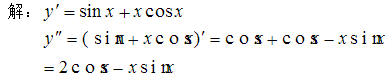 解：y′ = sin x + x cos x
y″ = (sin x + x cos x)′ = cos x + cos x − x sin x
= 2cos x − x sin x